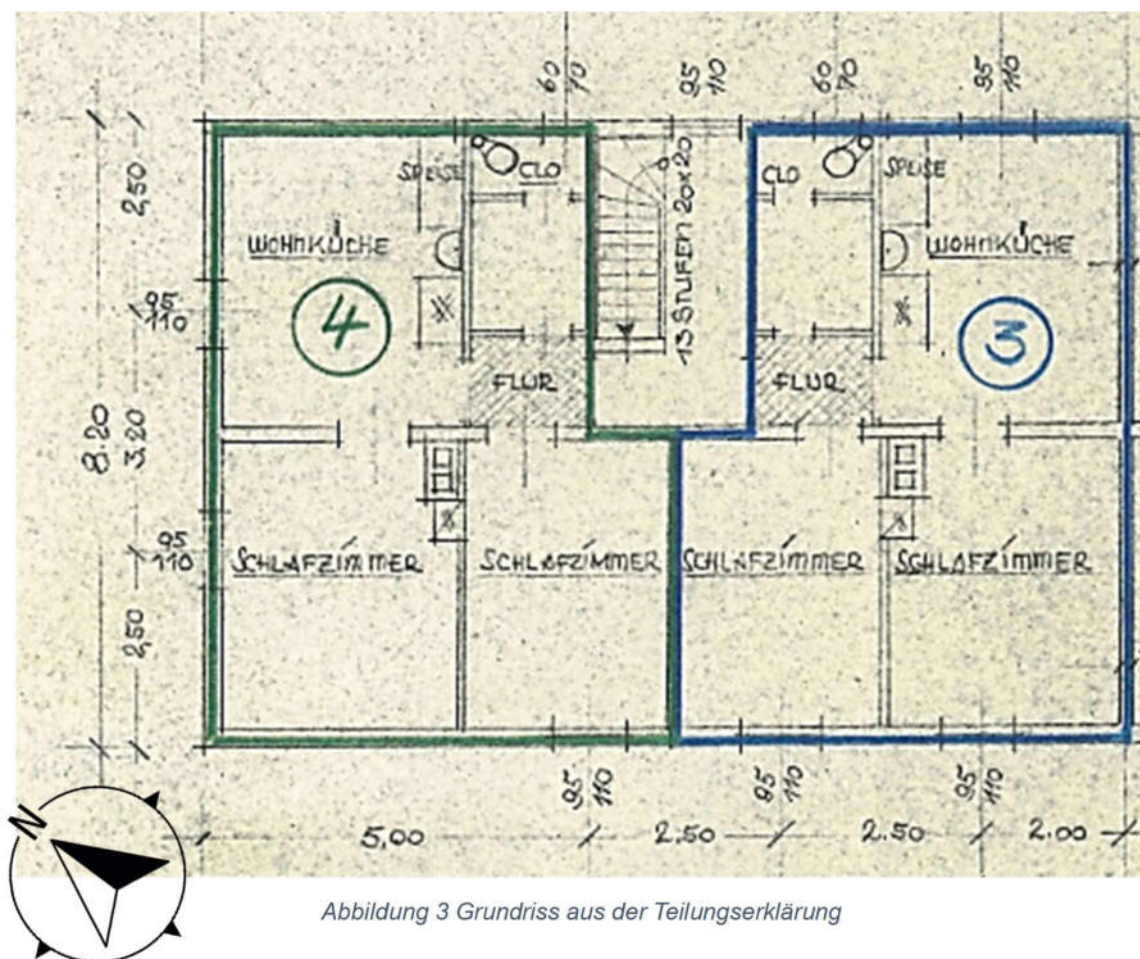 60
70
95
110
60
70
95
110
2,50
SPEISE
CLO
13 STUFEN 20x20
CLO
SPEISE
WOHNKÜCHE
WOHNKÜCHE
95
110
4
3
FLUR
FLUR
8.20
3.20
95
110
SCHLAFZIMMER
SCHLAFZIMMER
SCHLAFZIMMER
SCHLAFZIMMER
2,50
95
110
95
110
95
110
5,00
2.50
2.50
2.00
N
Abbildung 3 Grundriss aus der Teilungserklärung